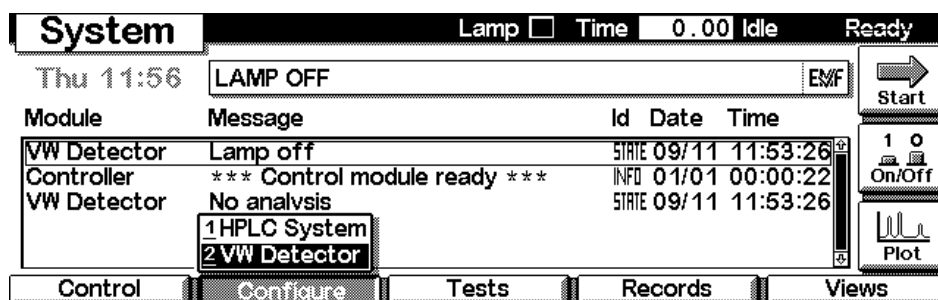 System Lamp Time 0.00 Idle Ready
Thu 11:56 LAMP OFF EMF
Start
Module Message Id Date Time
VW Detector Lamp off STATE 09/11 11:53:26
Controller *** Control module ready *** INFO 01/01 00:00:22
VW Detector No analysis STATE 09/11 11:53:26
1 0
On/Off
1 HPLC System
2 VW Detector
Plot
Control Configure Tests Records Views